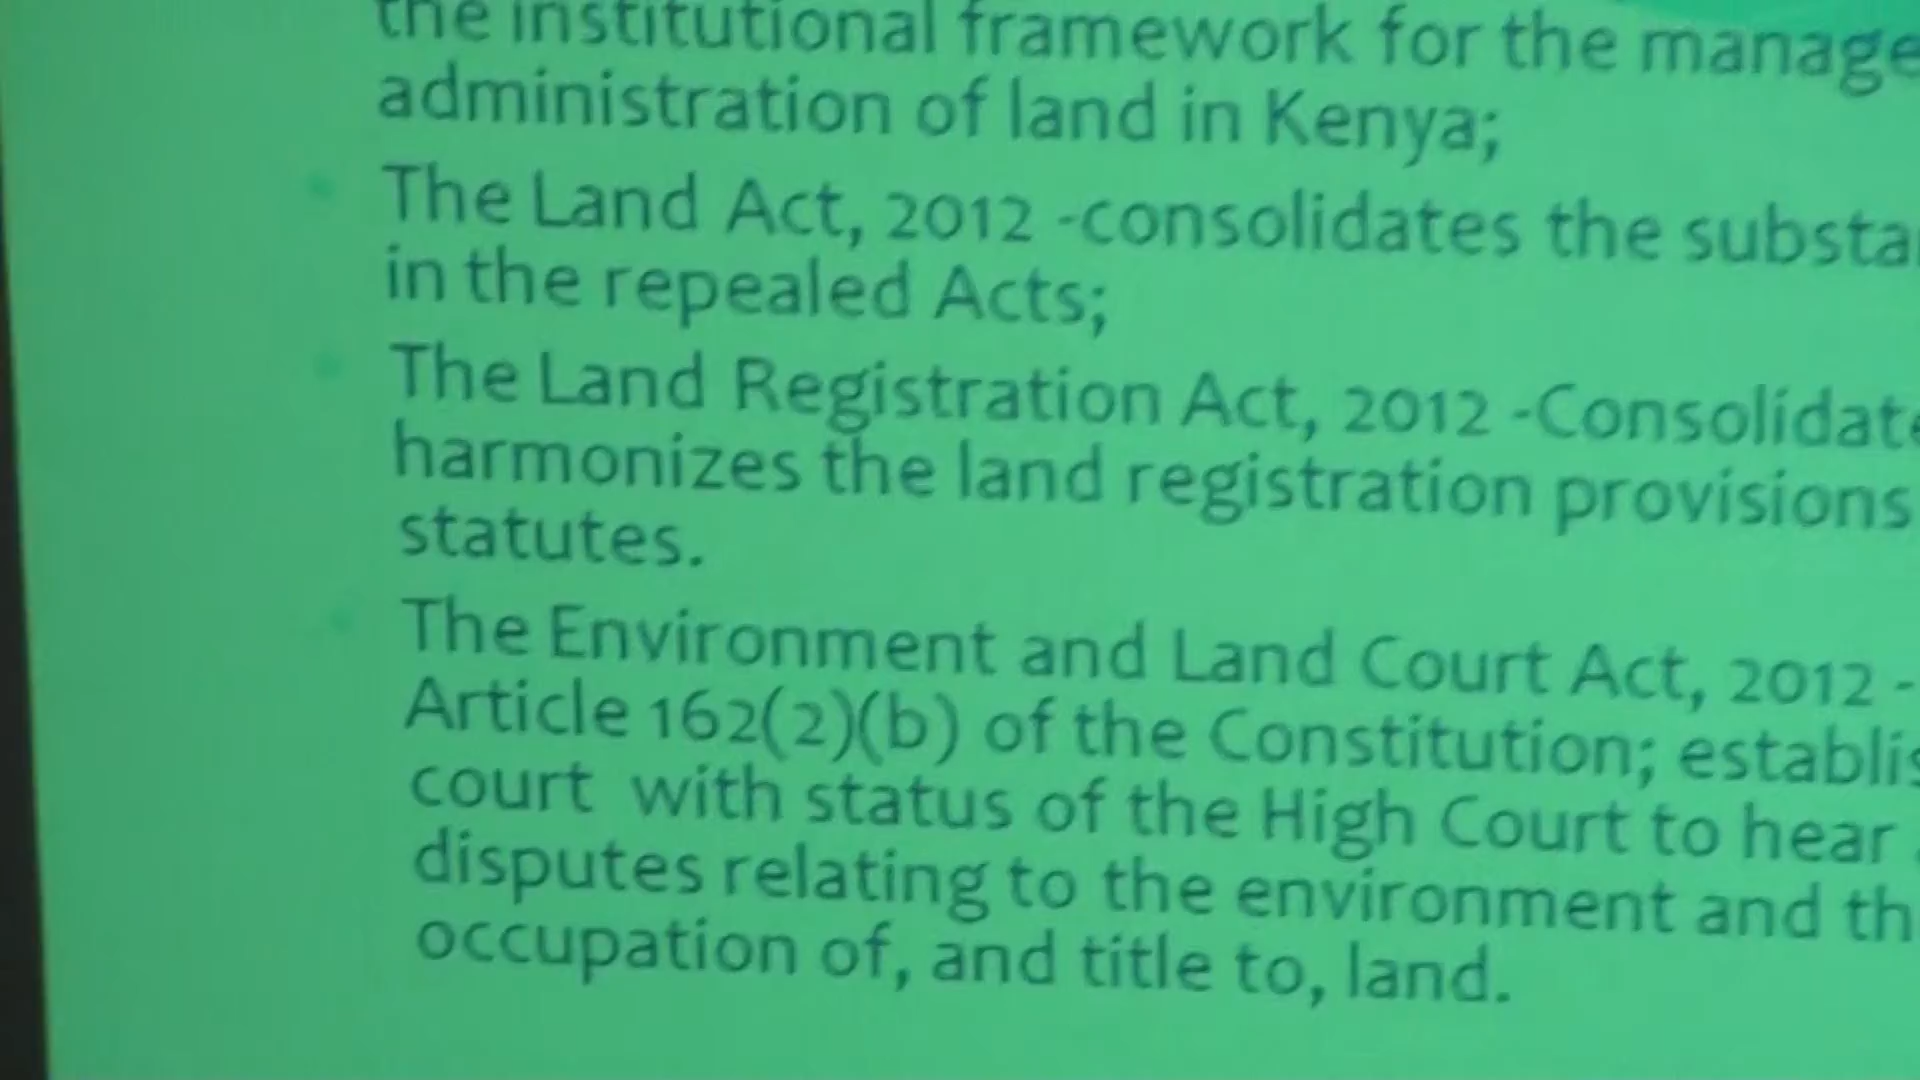 the institutional framework for the manage
administration of land in Kenya;
The Land Act, 2012 -consolidates the substa
in the repealed Acts;
The Land Registration Act, 2012 -Consolidate
harmonizes the land registration provisions
statutes.
The Environment and Land Court Act, 2012 -
Article 162(2)(b) of the Constitution; establis
court with status of the High Court to hear
disputes relating to the environment and th
occupation of, and title to, land.